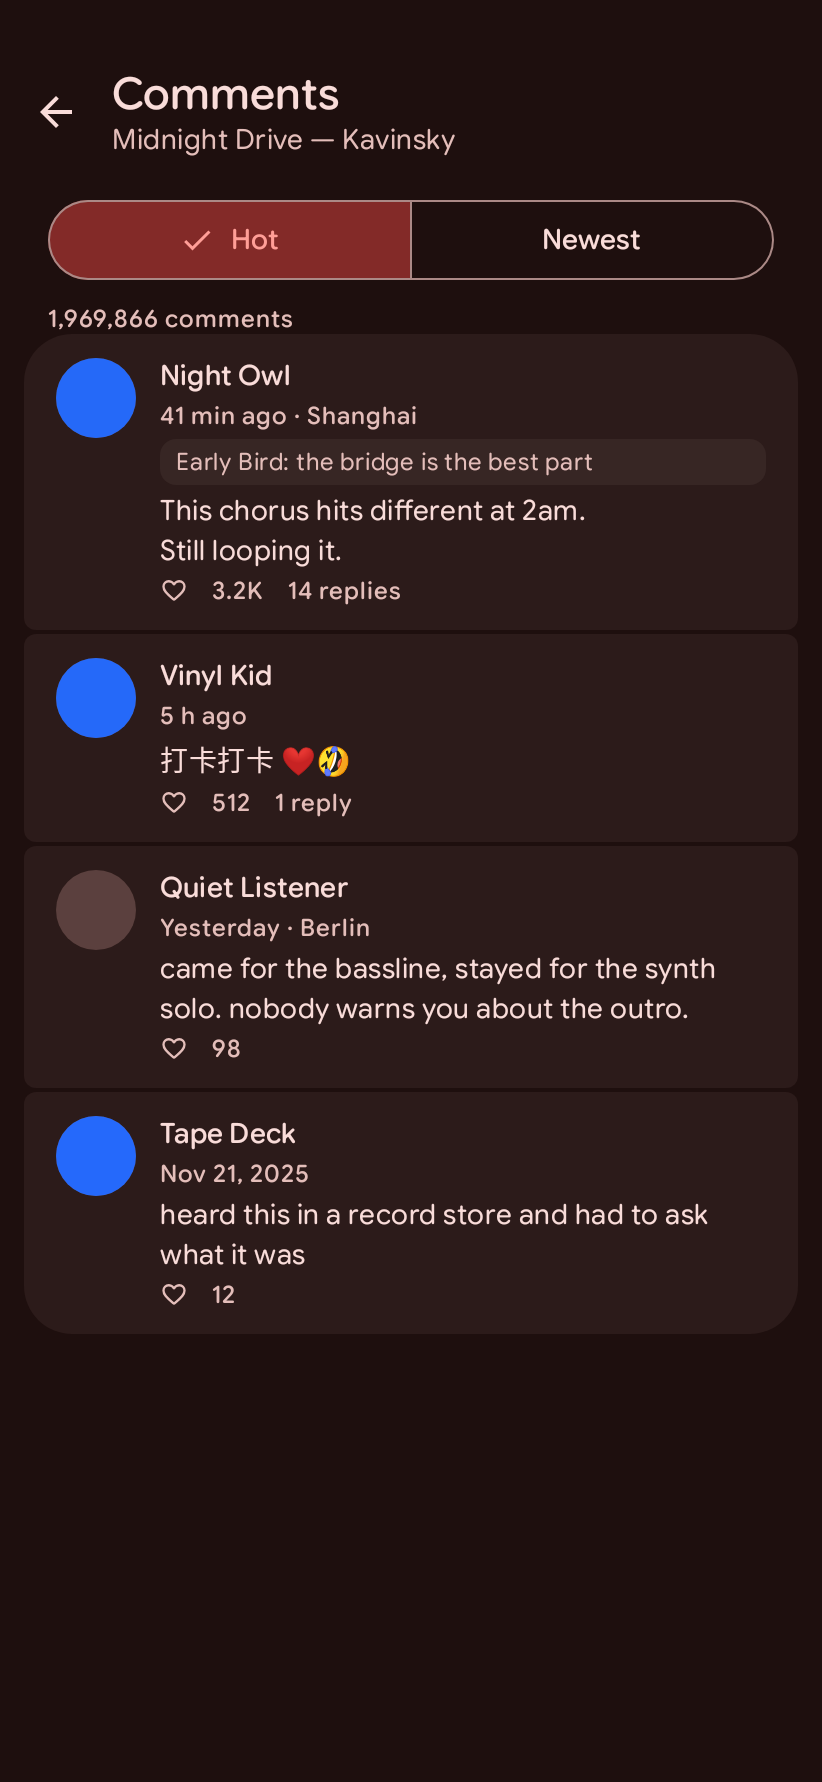 Comments
Midnight Drive — Kavinsky
Hot
Newest
1,969,866 comments
Night Owl
41 min ago · Shanghai
Early Bird: the bridge is the best part
This chorus hits different at 2am.
Still looping it.
3.2K 14 replies
Vinyl Kid
5 h ago
打卡打卡 ❤️🤣
512 1 reply
Quiet Listener
Yesterday · Berlin
came for the bassline, stayed for the synth
solo. nobody warns you about the outro.
98
Tape Deck
Nov 21, 2025
heard this in a record store and had to ask
what it was
12